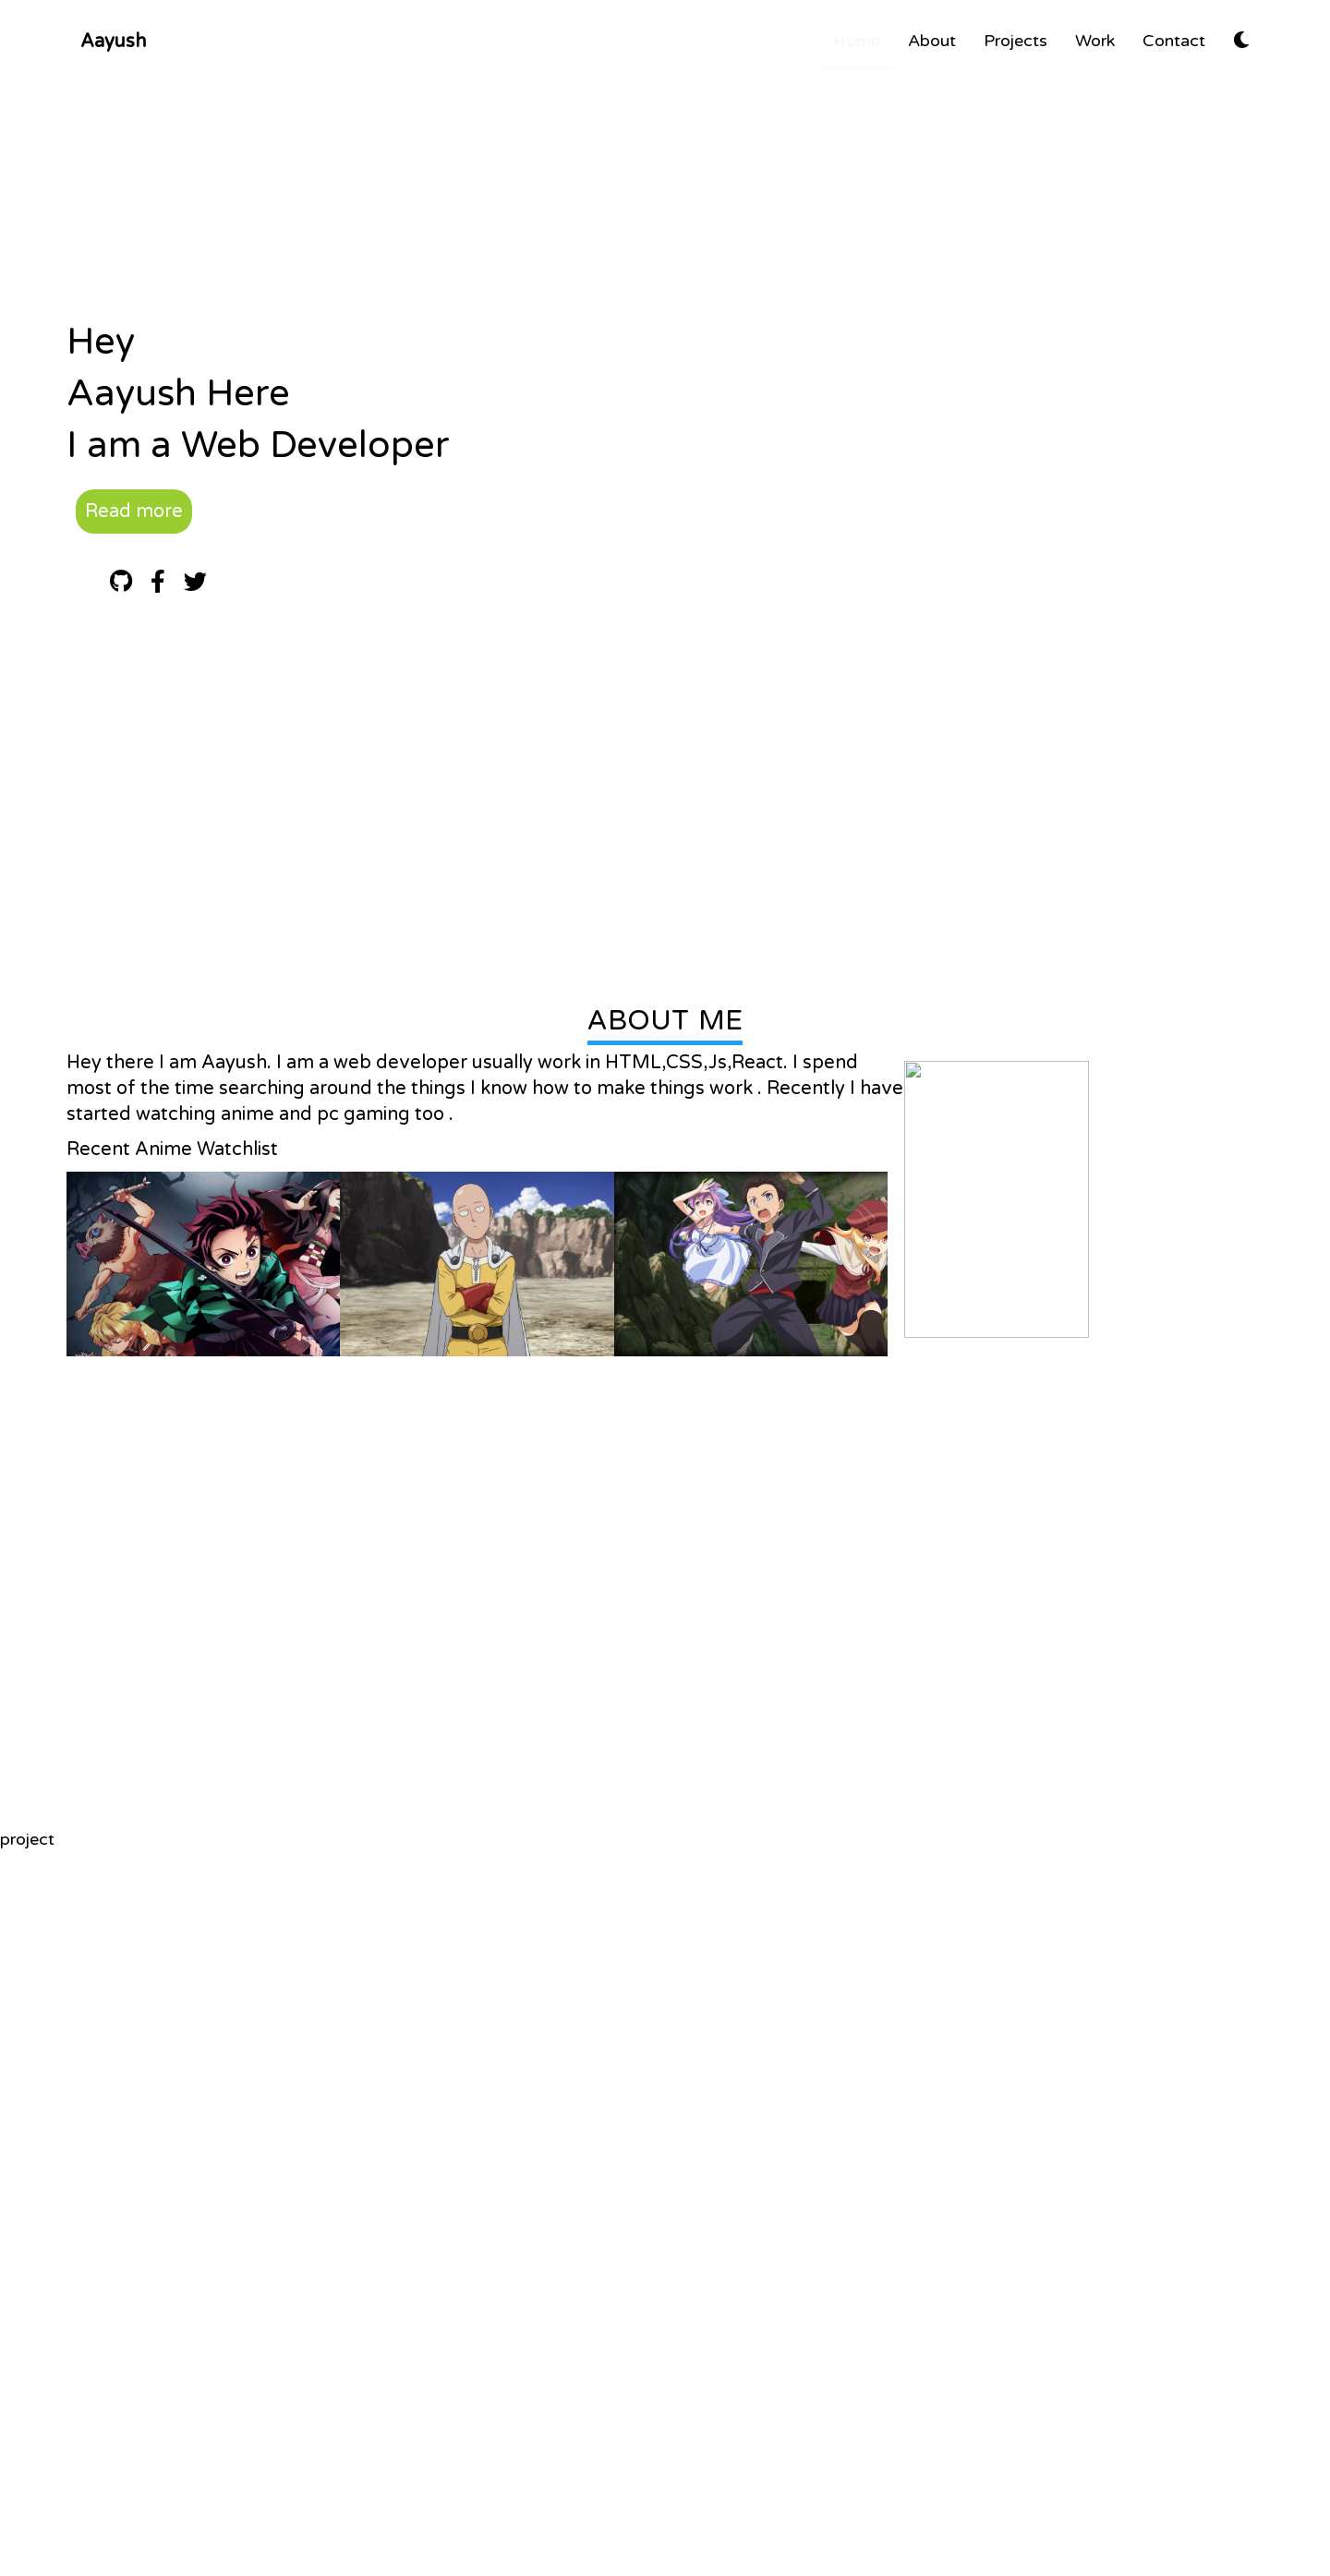 Aayush
Home
About
Projects
Work
Contact
Hey
Aayush Here
I am a Web Developer
Read more
ABOUT ME
Hey there I am Aayush. I am a web developer usually work in HTML,CSS,Js,React. I spend
most of the time searching around the things I know how to make things work . Recently I have
started watching anime and pc gaming too .
Recent Anime Watchlist
project